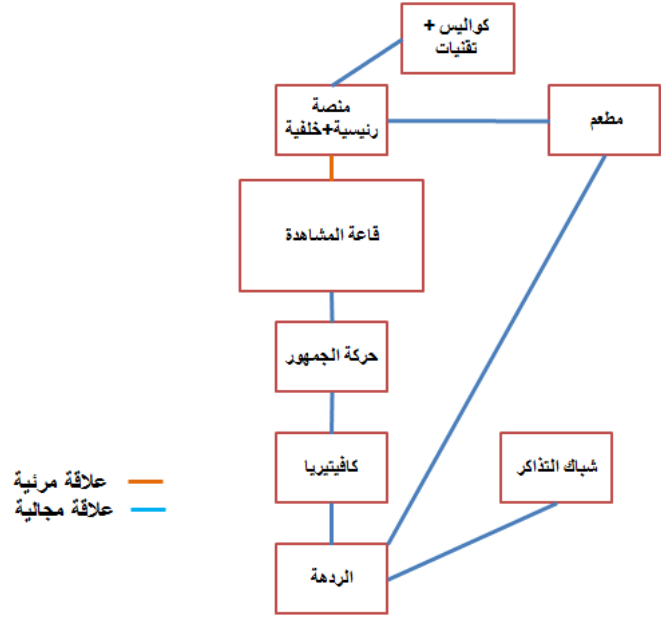 كواليس +
تقنيات
منصة
رئيسية+خلفية
مطعم
قاعة المشاهدة
حركة الجمهور
كافيتيريا
شباك التذاكر
علاقة مرئية
علاقة مجالية
الردهة